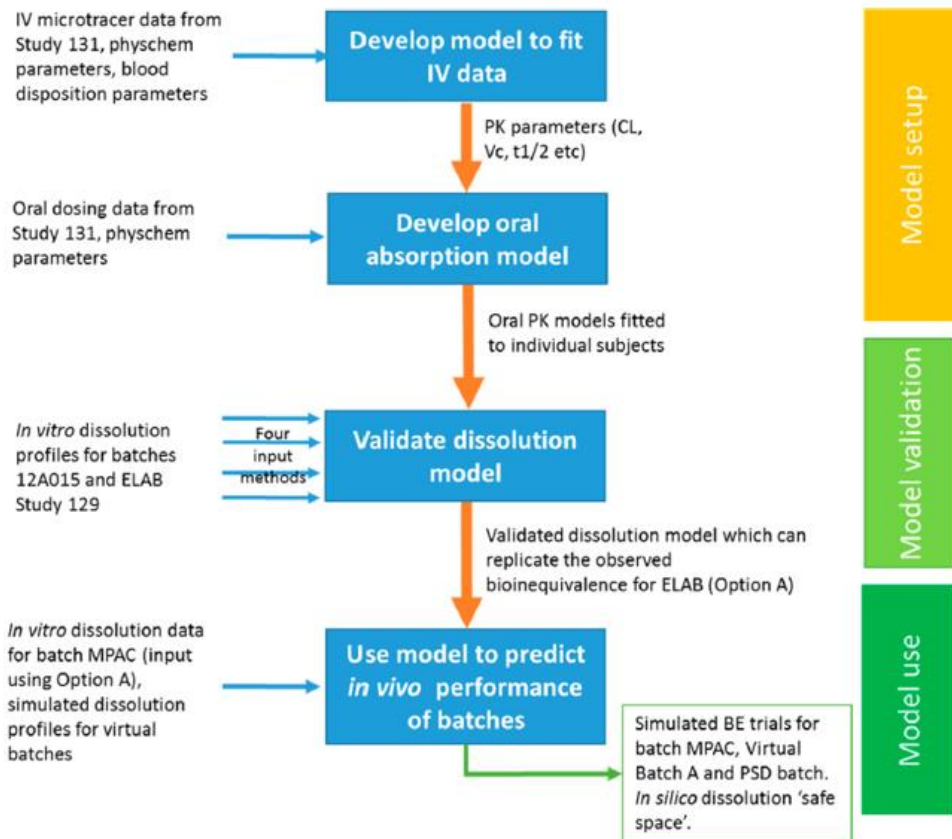 IV microtracer data from
Study 131, physchem
parameters, blood
disposition parameters
Develop model to fit
IV data
PK parameters (CL,
Vc, t1/2 etc)
Model setup
Oral dosing data from
Study 131, physchem
parameters
Develop oral
absorption model
Oral PK models fitted
to individual subjects
In vitro dissolution
profiles for batches
12A015 and ELAB
Study 129
Four
input
methods
Validate dissolution
model
Model validation
Validated dissolution model which can
replicate the observed
bioinequivalence for ELAB (Option A)
In vitro dissolution data
for batch MPAC (input
using Option A),
simulated dissolution
profiles for virtual
batches
Use model to predict
in vivo performance
of batches
Model use
Simulated BE trials for
batch MPAC, Virtual
Batch A and PSD batch.
In silico dissolution ‘safe
space’.